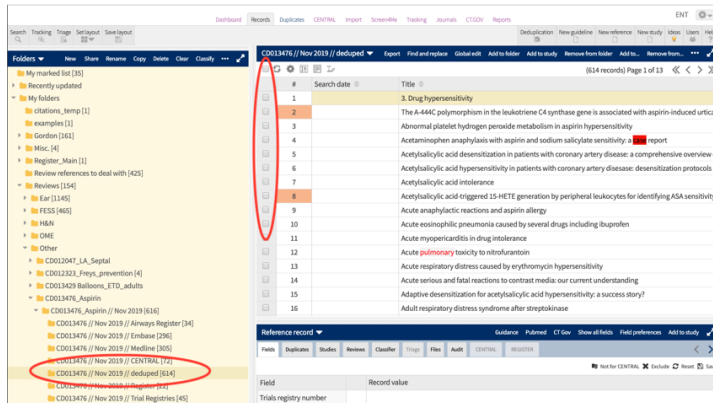 ENT
Dashboard Records Duplicates CENTRAL Import Screen4Me Tracking Journals CT.GOV Reports
Search Tracking Triage Set layout Save layout
Deduplication New guideline New reference New study Ideas Users
Folders New Share Rename Copy Delete Clear Classify
My marked list [35]
Recently updated
My folders
citations_temp [1]
examples [1]
Gordon [161]
Misc. [4]
Register_Main [1]
Review references to deal with [425]
Reviews [154]
Ear [1145]
FESS [465]
H&N
OME
Other
CD012047_LA_Septal
CD012323_Freys_prevention [4]
CD013429 Balloons_ETD_adults
CD013476_Aspirin
CD013476_Aspirin // Nov 2019 [616]
CD013476 // Nov 2019 // Airways Register [34]
CD013476 // Nov 2019 // Embase [296]
CD013476 // Nov 2019 // Medline [305]
CD013476 // Nov 2019 // CENTRAL [72]
CD013476 // Nov 2019 // deduped [614]
CD013476 // Nov 2019 // Register [22]
CD013476 // Nov 2019 // Trial Registries [45]
CD013476 // Nov 2019 // deduped Export Find and replace Global edit Add to folder Add to study Remove from folder Add to... Remove from... •••
(614 records) Page 1 of 13
# Search date Title
1 3. Drug hypersensitivity
2 The A-444C polymorphism in the leukotriene C4 synthase gene is associated with aspirin-induced urtica
3 Abnormal platelet hydrogen peroxide metabolism in aspirin hypersensitivity
4 Acetaminophen anaphylaxis with aspirin and sodium salicylate sensitivity: a case report
5 Acetylsalicylic acid desensitization in patients with coronary artery disease: a comprehensive overview
6 Acetylsalicylic acid hypersensitivity in patients with coronary artery disesase: desensitization protocols
7 Acetylsalicylic acid intolerance
8 Acetylsalicylic acid-triggered 15-HETE generation by peripheral leukocytes for identifying ASA sensitivity
9 Acute anaphylactic reactions and aspirin allergy
10 Acute eosinophilic pneumonia caused by several drugs including ibuprofen
11 Acute myopericarditis in drug intolerance
12 Acute pulmonary toxicity to nitrofurantoin
13 Acute respiratory distress caused by erythromycin hypersensitivity
14 Acute serious and fatal reactions to contrast media: our current understanding
15 Adaptive desensitization for acetylsalicylic acid hypersensitivity: a success story?
16 Adult respiratory distress syndrome after streptokinase
Reference record Guidance Pubmed CT Gov Show all fields Field preferences Add to study
Fields Duplicates Studies Reviews Classifier Triage Files Audit CENTRAL REGISTER
Not for CENTRAL Exclude Reset Sav
Field Record value
Trials registry number